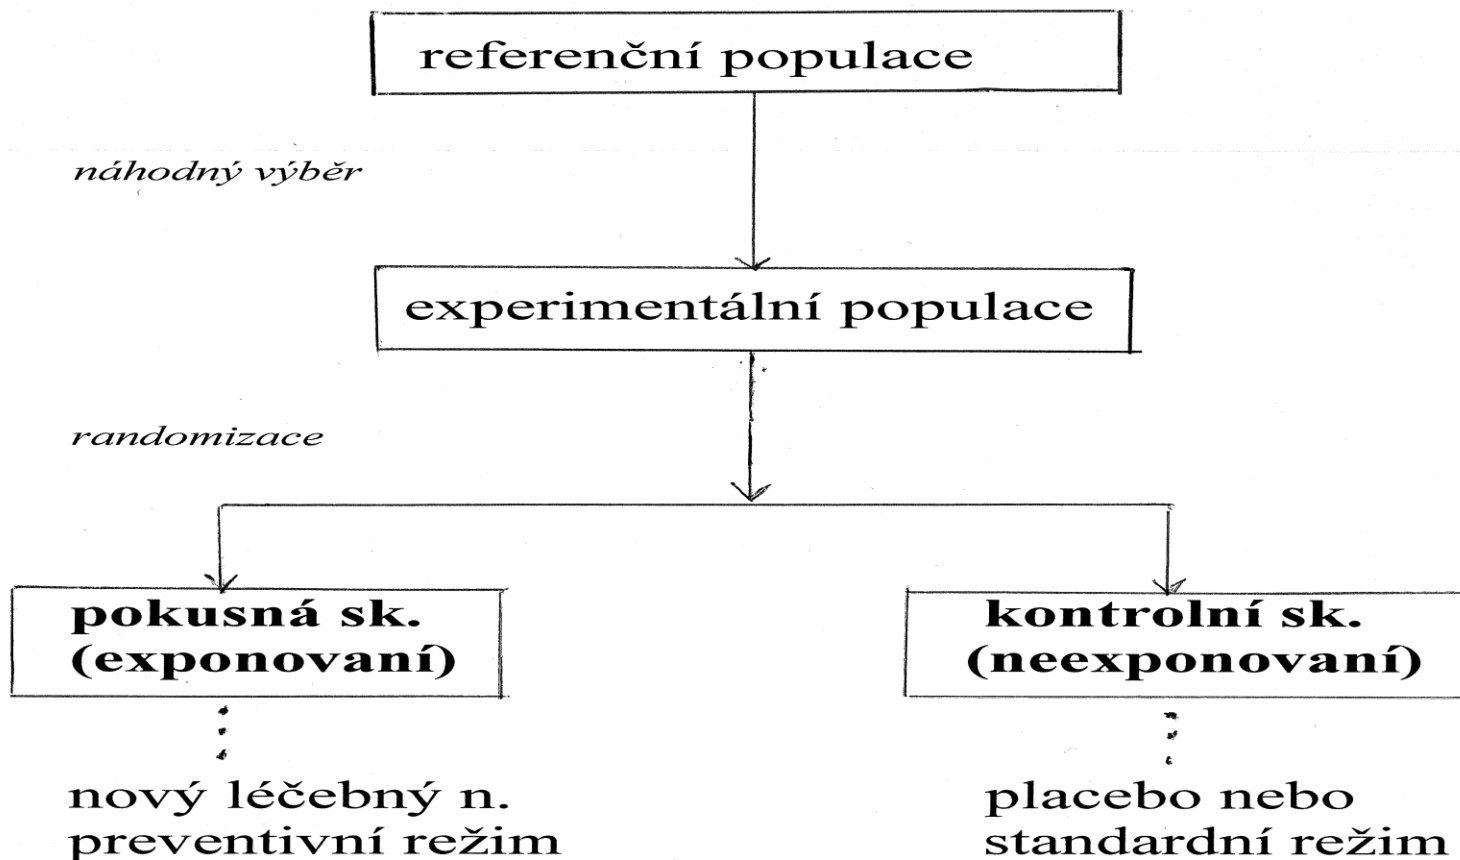 referenční populace
náhodný výběr
experimentální populace
randomizace
pokusná sk.
(exponovaní)
kontrolní sk.
(neexponovaní)
nový léčebný n.
preventivní režim
placebo nebo
standardní režim